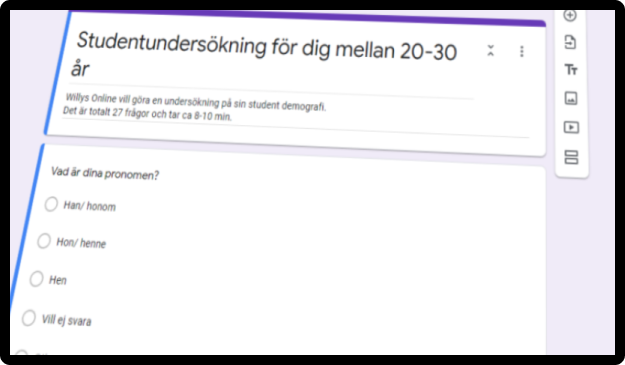 Studentundersökning för dig mellan 20-30
år
Willys Online vill göra en undersökning på sin student demografi.
Det är totalt 27 frågor och tar ca 8-10 min.
Vad är dina pronomen?
Han/ honom
Hon/ henne
Hen
Vill ej svara
Tt